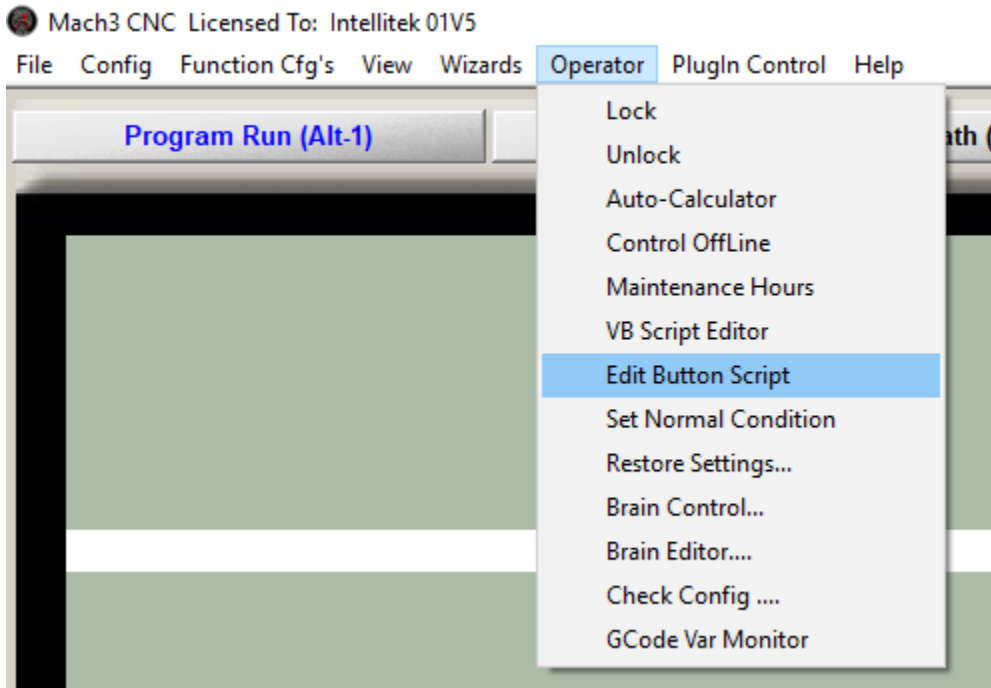 Mach3 CNC Licensed To: Intellitek 01V5
File Config Function Cfg's View Wizards Operator PlugIn Control Help
Program Run (Alt-1)
Lock
Unlock
Auto-Calculator
Control OffLine
Maintenance Hours
VB Script Editor
Edit Button Script
Set Normal Condition
Restore Settings...
Brain Control...
Brain Editor....
Check Config ....
GCode Var Monitor